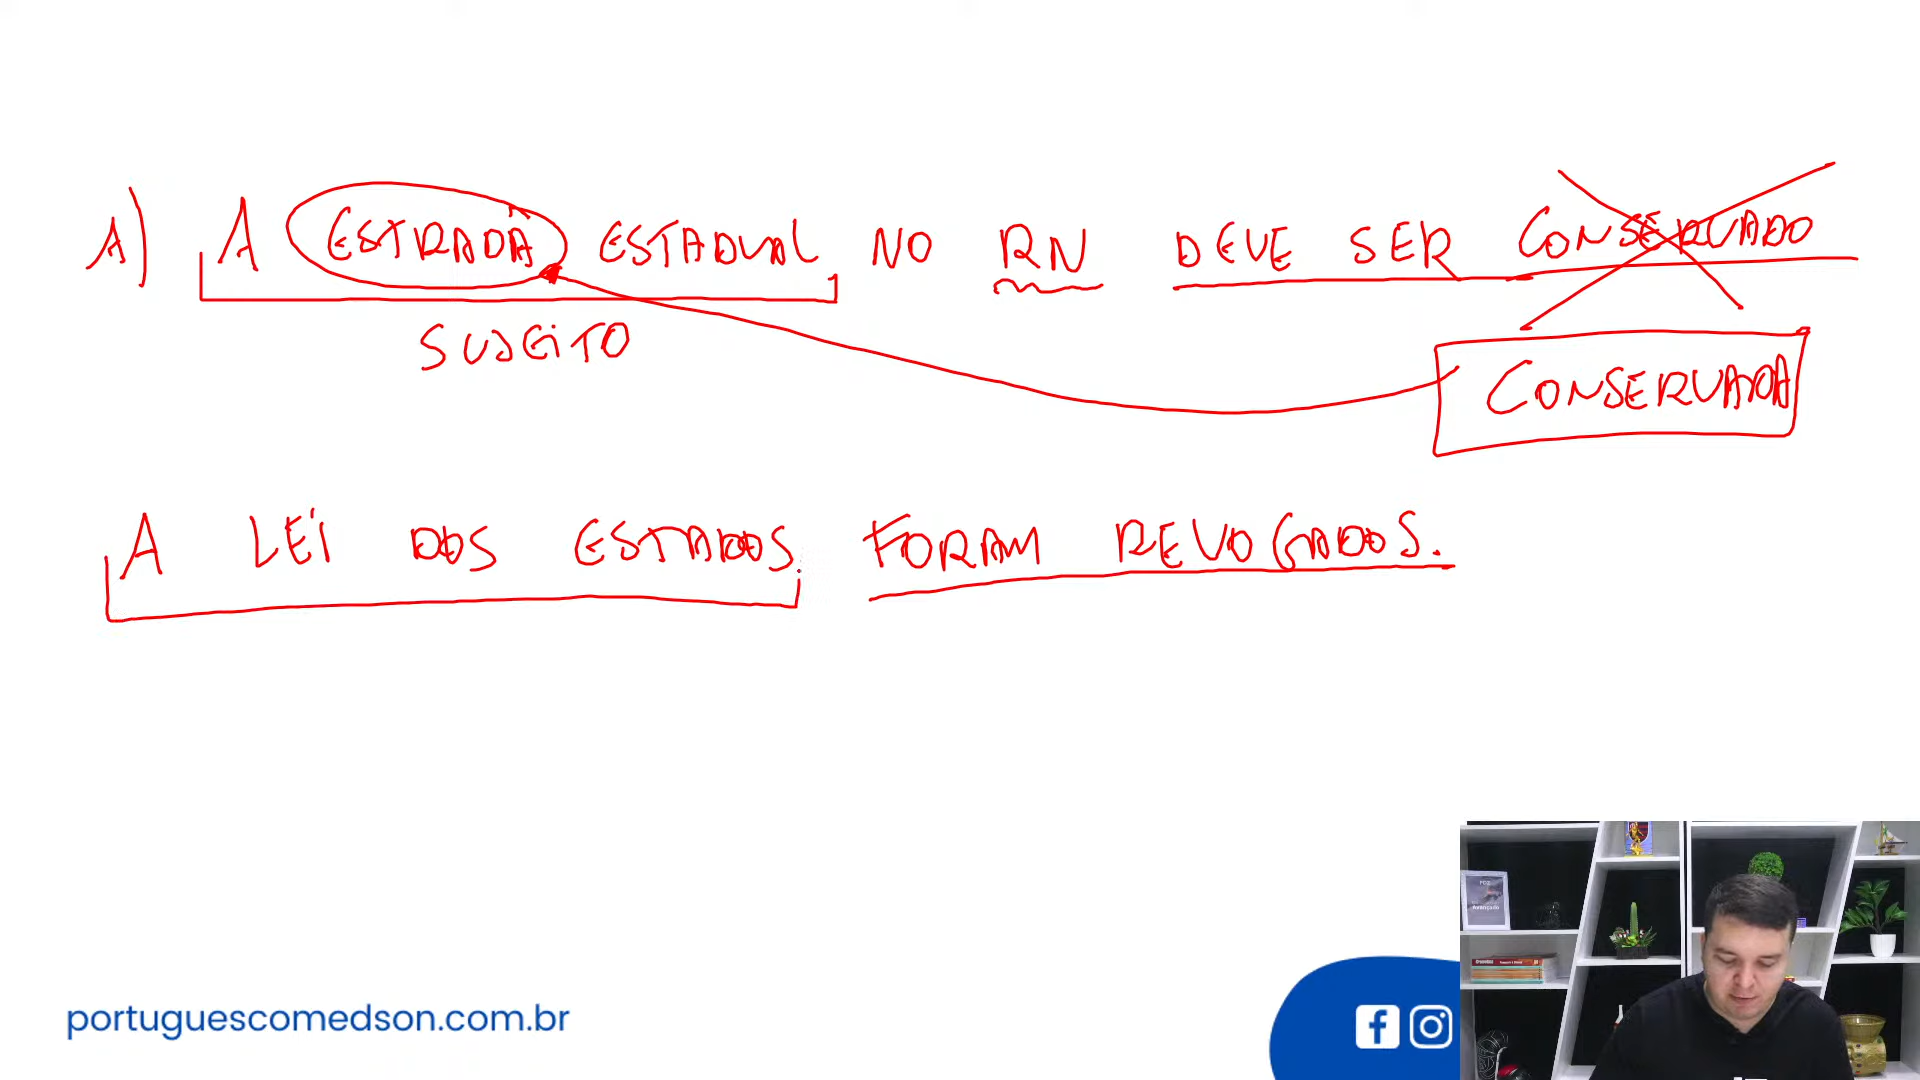 A) A ESTRADA ESTADUAL NO RN DEVE SER CONSERVADO
SUJEITO
CONSERVADA
A LEI DOS ESTADOS FORAM REVOGADOS.
portuguescomedson.com.br